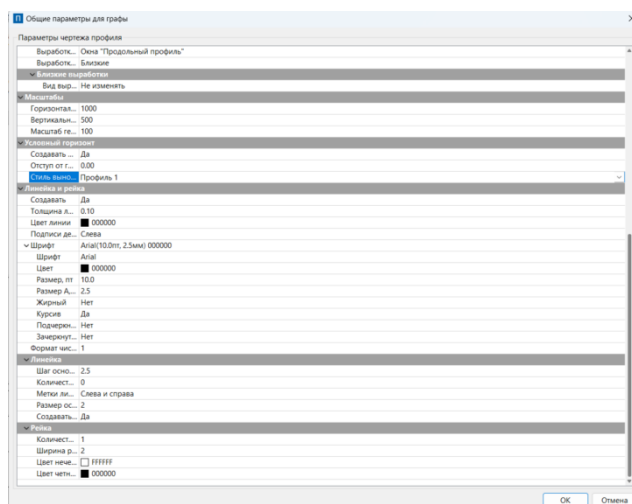 Общие параметры для графы
Параметры чертежа профиля
Выработк... Окна "Продольный профиль"
Выработк... Близкие
Близкие выработки
Вид выр... Не изменять
Масштабы
Горизонтал... 1000
Вертикальн... 500
Масштаб ге... 100
Условный горизонт
Создавать ... Да
Отступ от г... 0.00
Стиль выно... Профиль 1
Линейка и рейка
Создавать Да
Толщина л... 0.10
Цвет линии 000000
Подписи де... Слева
Шрифт Arial(10.0пт, 2.5мм) 000000
Шрифт Arial
Цвет 000000
Размер, пт 10.0
Размер А,... 2.5
Жирный Нет
Курсив Да
Подчеркн... Нет
Зачеркнут... Нет
Формат чис... 1
Линейка
Шаг осно... 2.5
Количест... 0
Метки ли... Слева и справа
Размер ос... 2
Создавать... Да
Рейка
Количест... 1
Ширина р... 2
Цвет нече... FFFFFF
Цвет четн... 000000
OK Отмена